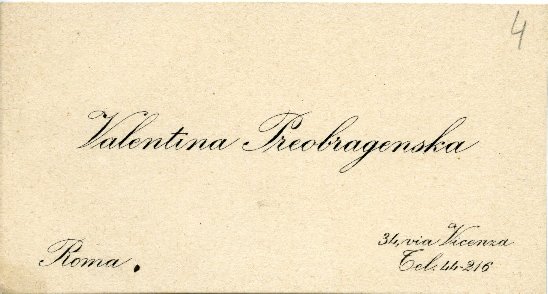 4
Valentina Preobragenska
Roma.
34, via Vicenza
Tel: 44-216